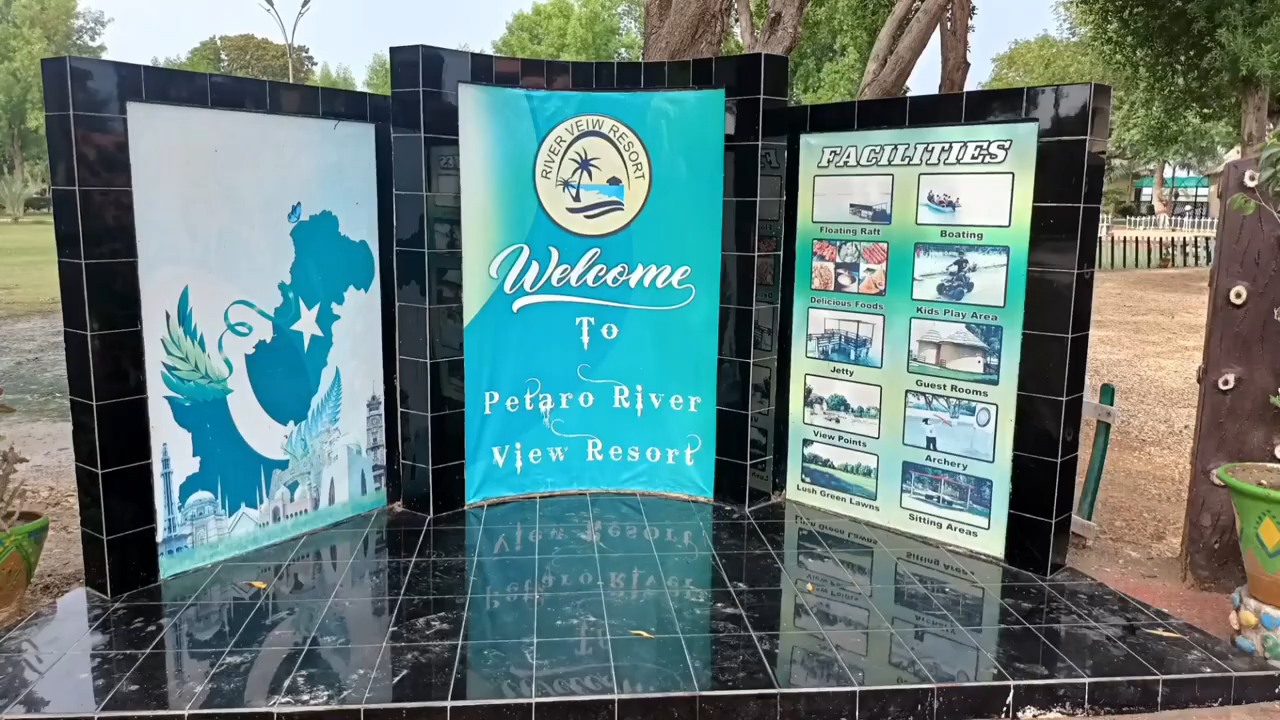 RIVER VEIW RESORT
Welcome
To
Petaro River
View Resort
FACILITIES
Floating Raft
Boating
Delicious Foods
Kids Play Area
Jetty
Guest Rooms
View Points
Archery
Lush Green Lawns
Sitting Areas